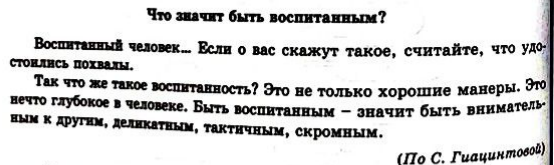 Что значит быть воспитанным?
Воспитанный человек... Если о вас скажут такое, считайте, что удо-
стоились похвалы.
Так что же такое воспитанность? Это не только хорошие манеры. Это
нечто глубокое в человеке. Быть воспитанным – значит быть вниматель-
ным к другим, деликатным, тактичным, скромным.
(По С. Гиацинтовой)